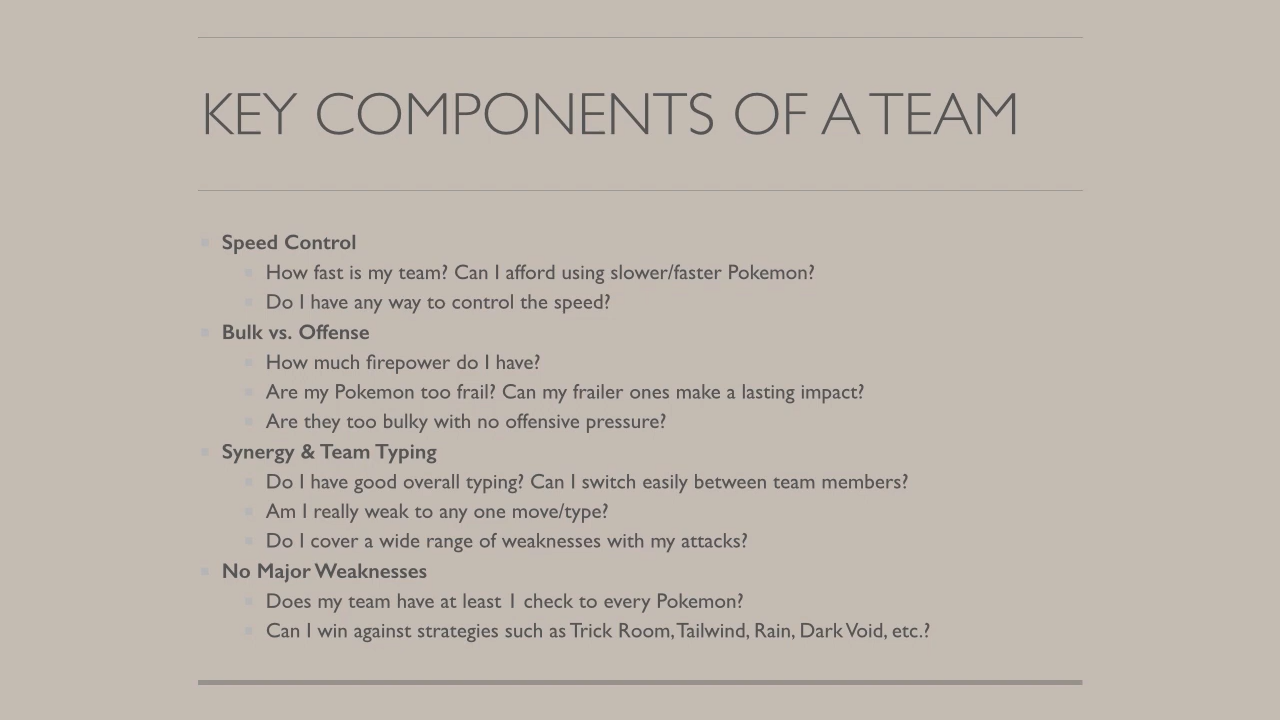 KEY COMPONENTS OF A TEAM
Speed Control
How fast is my team? Can I afford using slower/faster Pokemon?
Do I have any way to control the speed?
Bulk vs. Offense
How much firepower do I have?
Are my Pokemon too frail? Can my frailer ones make a lasting impact?
Are they too bulky with no offensive pressure?
Synergy & Team Typing
Do I have good overall typing? Can I switch easily between team members?
Am I really weak to any one move/type?
Do I cover a wide range of weaknesses with my attacks?
No Major Weaknesses
Does my team have at least 1 check to every Pokemon?
Can I win against strategies such as Trick Room, Tailwind, Rain, Dark Void, etc.?